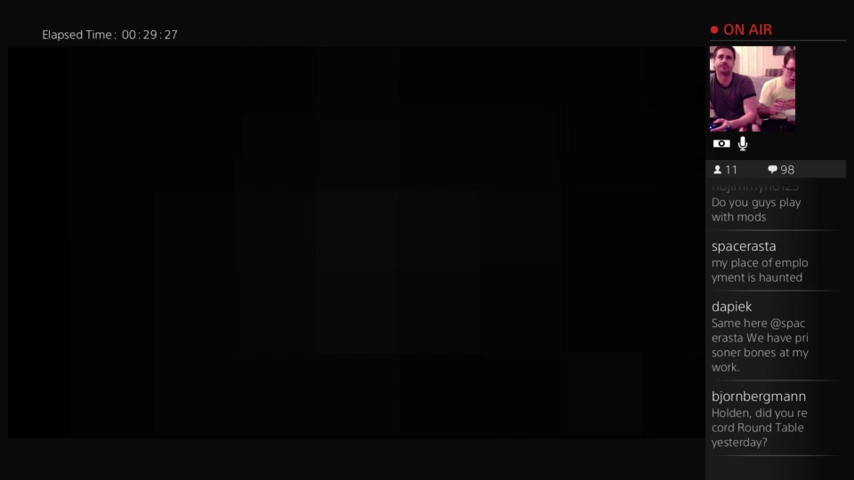 Elapsed Time: 00:29:27
ON AIR
11 98
Do you guys play
with mods
spacerasta
my place of emplo
yment is haunted
dapiek
Same here @spac
erasta We have pri
soner bones at my
work.
bjornbergmann
Holden, did you re
cord Round Table
yesterday?